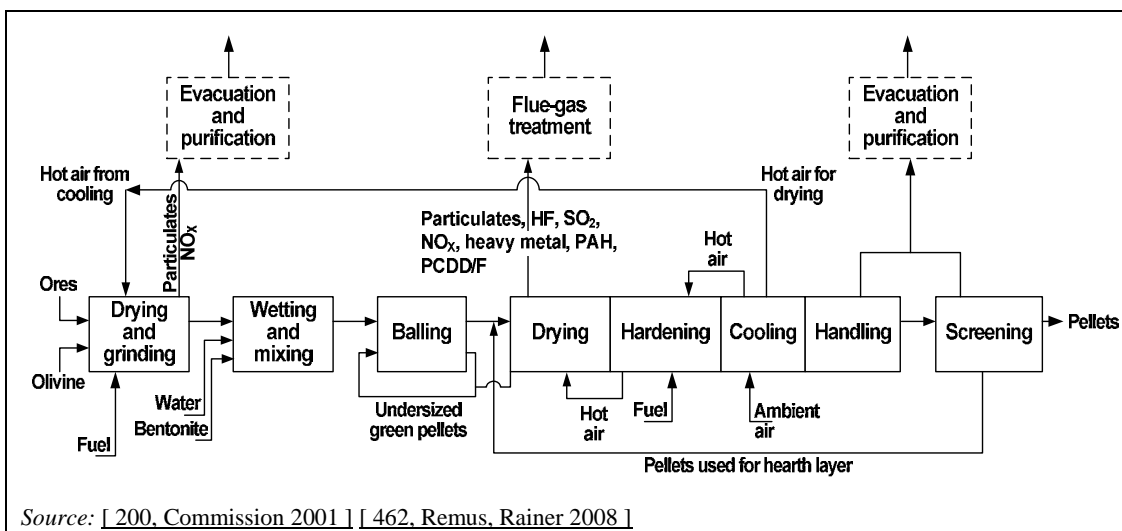 Evacuation
and
purification
Flue-gas
treatment
Evacuation
and
purification
Hot air from
cooling
Hot air for
drying
Particulates
NOx
Particulates, HF, SO2,
NOx, heavy metal, PAH,
PCDD/F
Hot
air
Ores
Drying
and
grinding
Wetting
and
mixing
Balling
Drying
Hardening
Cooling
Handling
Screening
Pellets
Olivine
Water
Bentonite
Fuel
Undersized
green pellets
Hot
air
Fuel
Ambient
air
Pellets used for hearth layer
Source: [ 200, Commission 2001 ] [ 462, Remus, Rainer 2008 ]